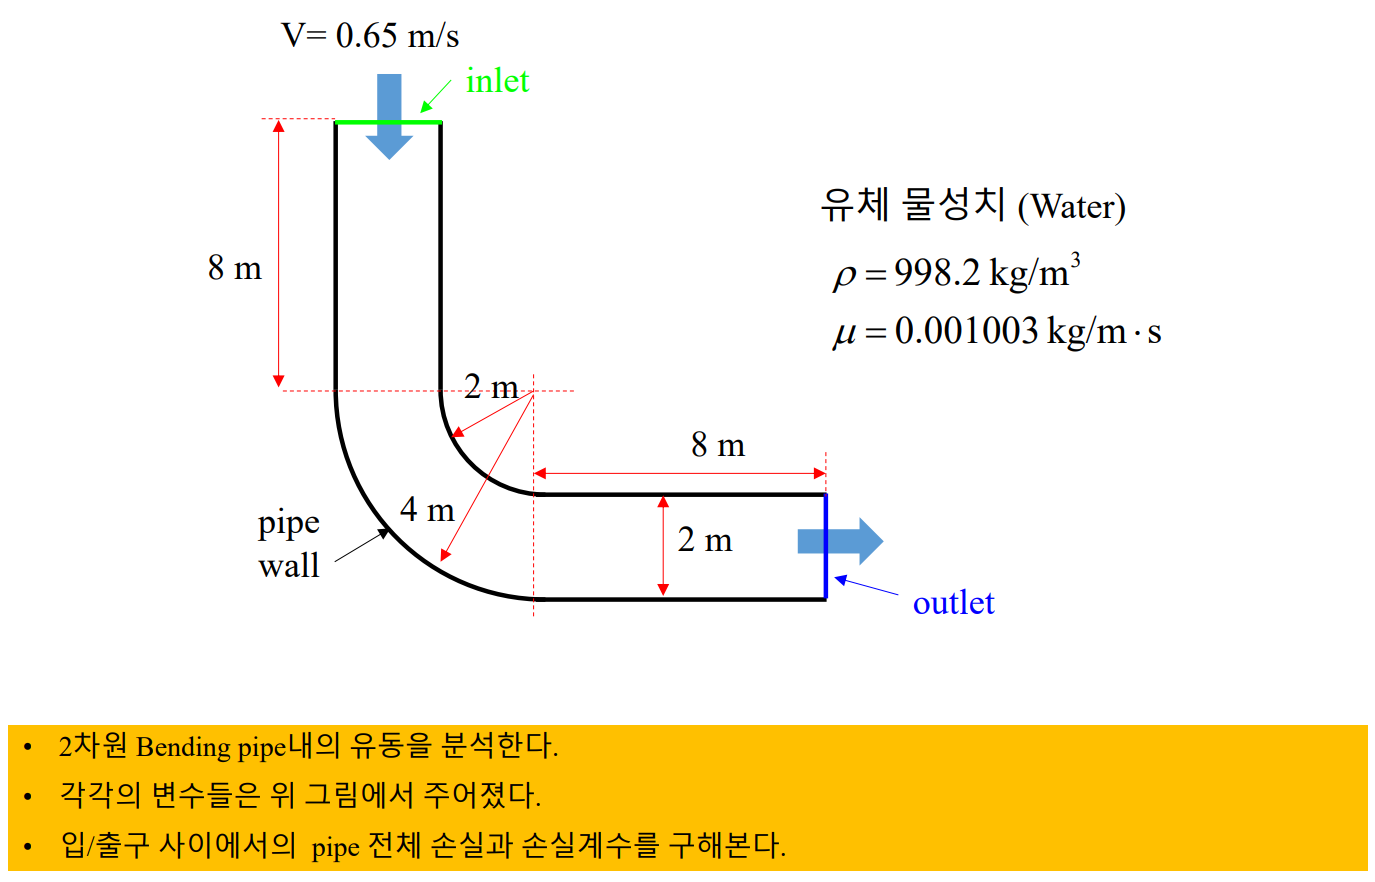 V= 0.65 m/s
inlet
8 m
유체 물성치 (Water)
ρ = 998.2 kg/m³
μ = 0.001003 kg/m · s
2 m
8 m
4 m
pipe
wall
2 m
outlet
• 2차원 Bending pipe내의 유동을 분석한다.
• 각각의 변수들은 위 그림에서 주어졌다.
• 입/출구 사이에서의 pipe 전체 손실과 손실계수를 구해본다.